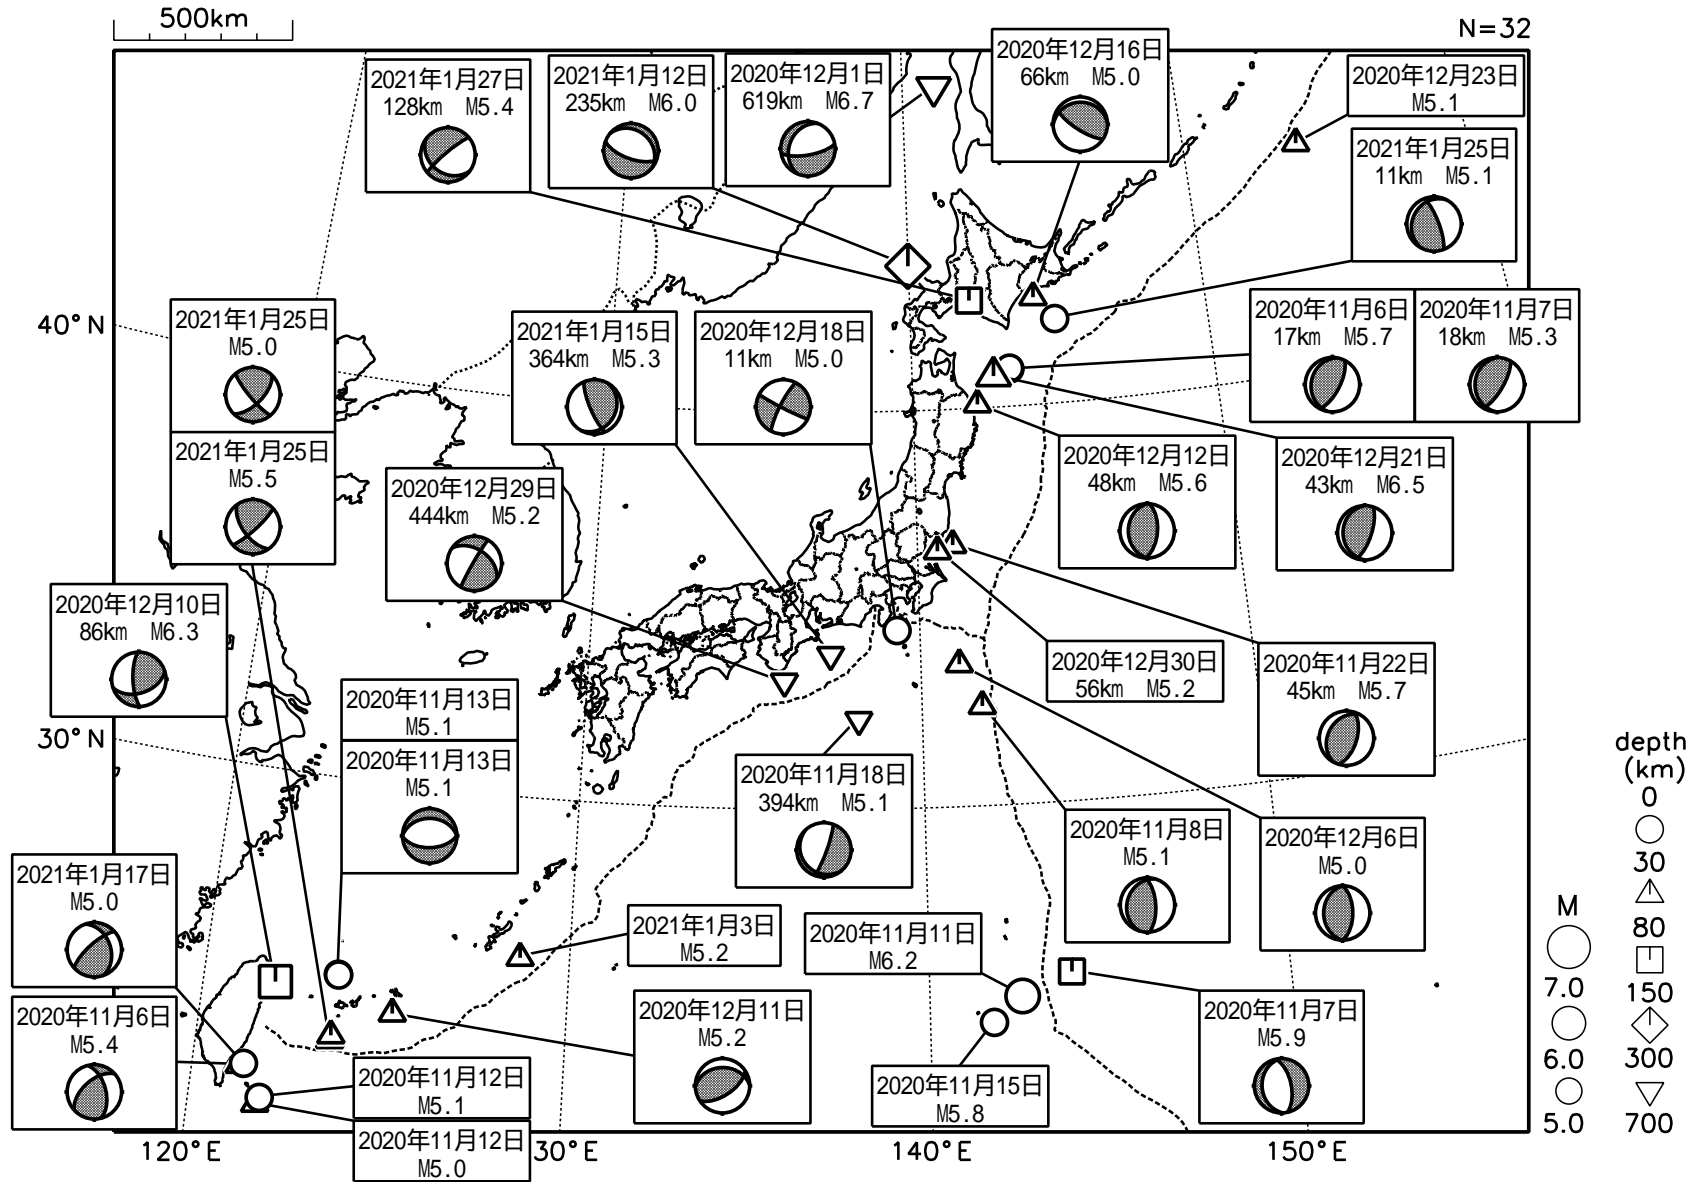 500km
N=32
2021年1月27日
128km M5.4
2021年1月12日
235km M6.0
2020年12月1日
619km M6.7
2020年12月16日
66km M5.0
2020年12月23日
M5.1
2021年1月25日
11km M5.1
40°N
2021年1月25日
M5.0
2021年1月25日
M5.5
2021年1月15日
364km M5.3
2020年12月18日
11km M5.0
2020年11月6日
17km M5.7
2020年11月7日
18km M5.3
2020年12月29日
444km M5.2
2020年12月12日
48km M5.6
2020年12月21日
43km M6.5
2020年12月10日
86km M6.3
2020年12月30日
56km M5.2
2020年11月22日
45km M5.7
2020年11月13日
M5.1
2020年11月13日
M5.1
30°N
2020年11月18日
394km M5.1
2020年11月8日
M5.1
2020年12月6日
M5.0
2021年1月17日
M5.0
2021年1月3日
M5.2
2020年11月11日
M6.2
2020年11月6日
M5.4
2020年12月11日
M5.2
2020年11月7日
M5.9
2020年11月12日
M5.1
2020年11月12日
M5.0
2020年11月15日
M5.8
120°E
30°E
140°E
150°E
M
7.0
6.0
5.0
depth
(km)
0
30
80
150
300
700